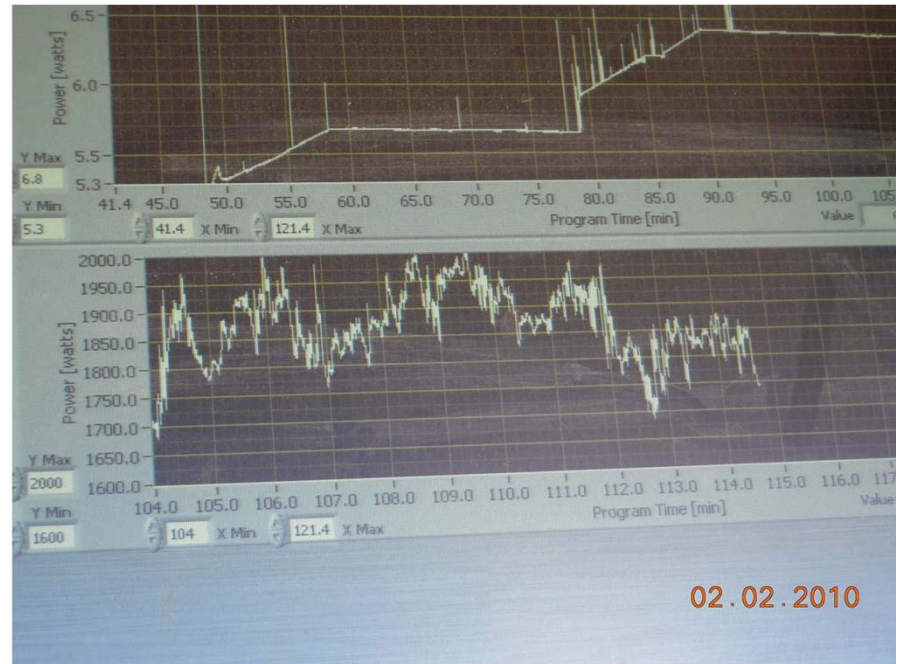 6.5
Power [watts]
6.0
Y Max
5.5
6.8
5.3
Y Min
41.4 45.0 50.0 55.0 60.0 65.0 70.0 75.0 80.0 85.0 90.0 95.0 100.0 105
5.3
41.4 X Min 121.4 X Max Program Time [min] Value
2000.0
1950.0
1900.0
Power [watts]
1850.0
1800.0
1750.0
1700.0
Y Max
1650.0
2000
1600.0
Y Min
104.0 105.0 106.0 107.0 108.0 109.0 110.0 111.0 112.0 113.0 114.0 115.0 116.0 117
1600
104 X Min 121.4 X Max Program Time [min] Value
02.02.2010